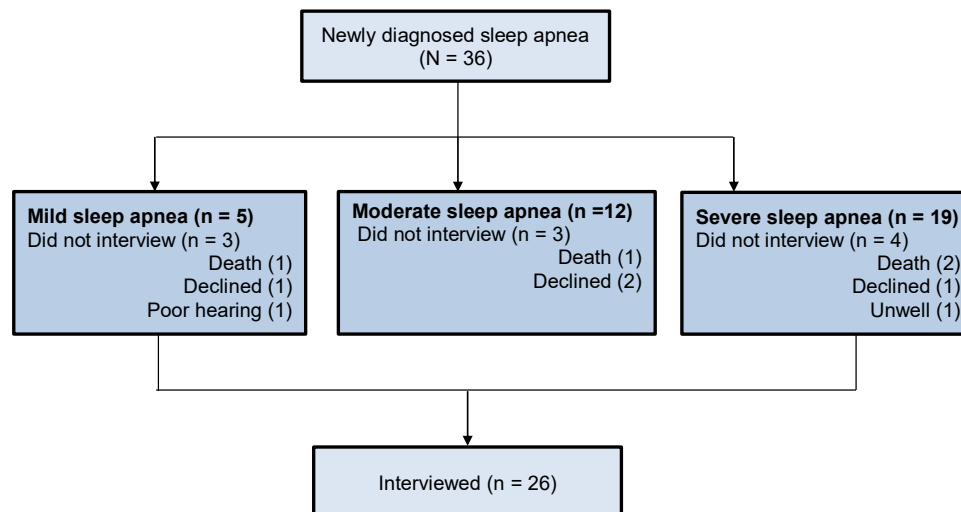 Newly diagnosed sleep apnea
(N = 36)
Mild sleep apnea (n = 5)
Did not interview (n = 3)
Death (1)
Declined (1)
Poor hearing (1)
Moderate sleep apnea (n =12)
Did not interview (n = 3)
Death (1)
Declined (2)
Severe sleep apnea (n = 19)
Did not interview (n = 4)
Death (2)
Declined (1)
Unwell (1)
Interviewed (n = 26)